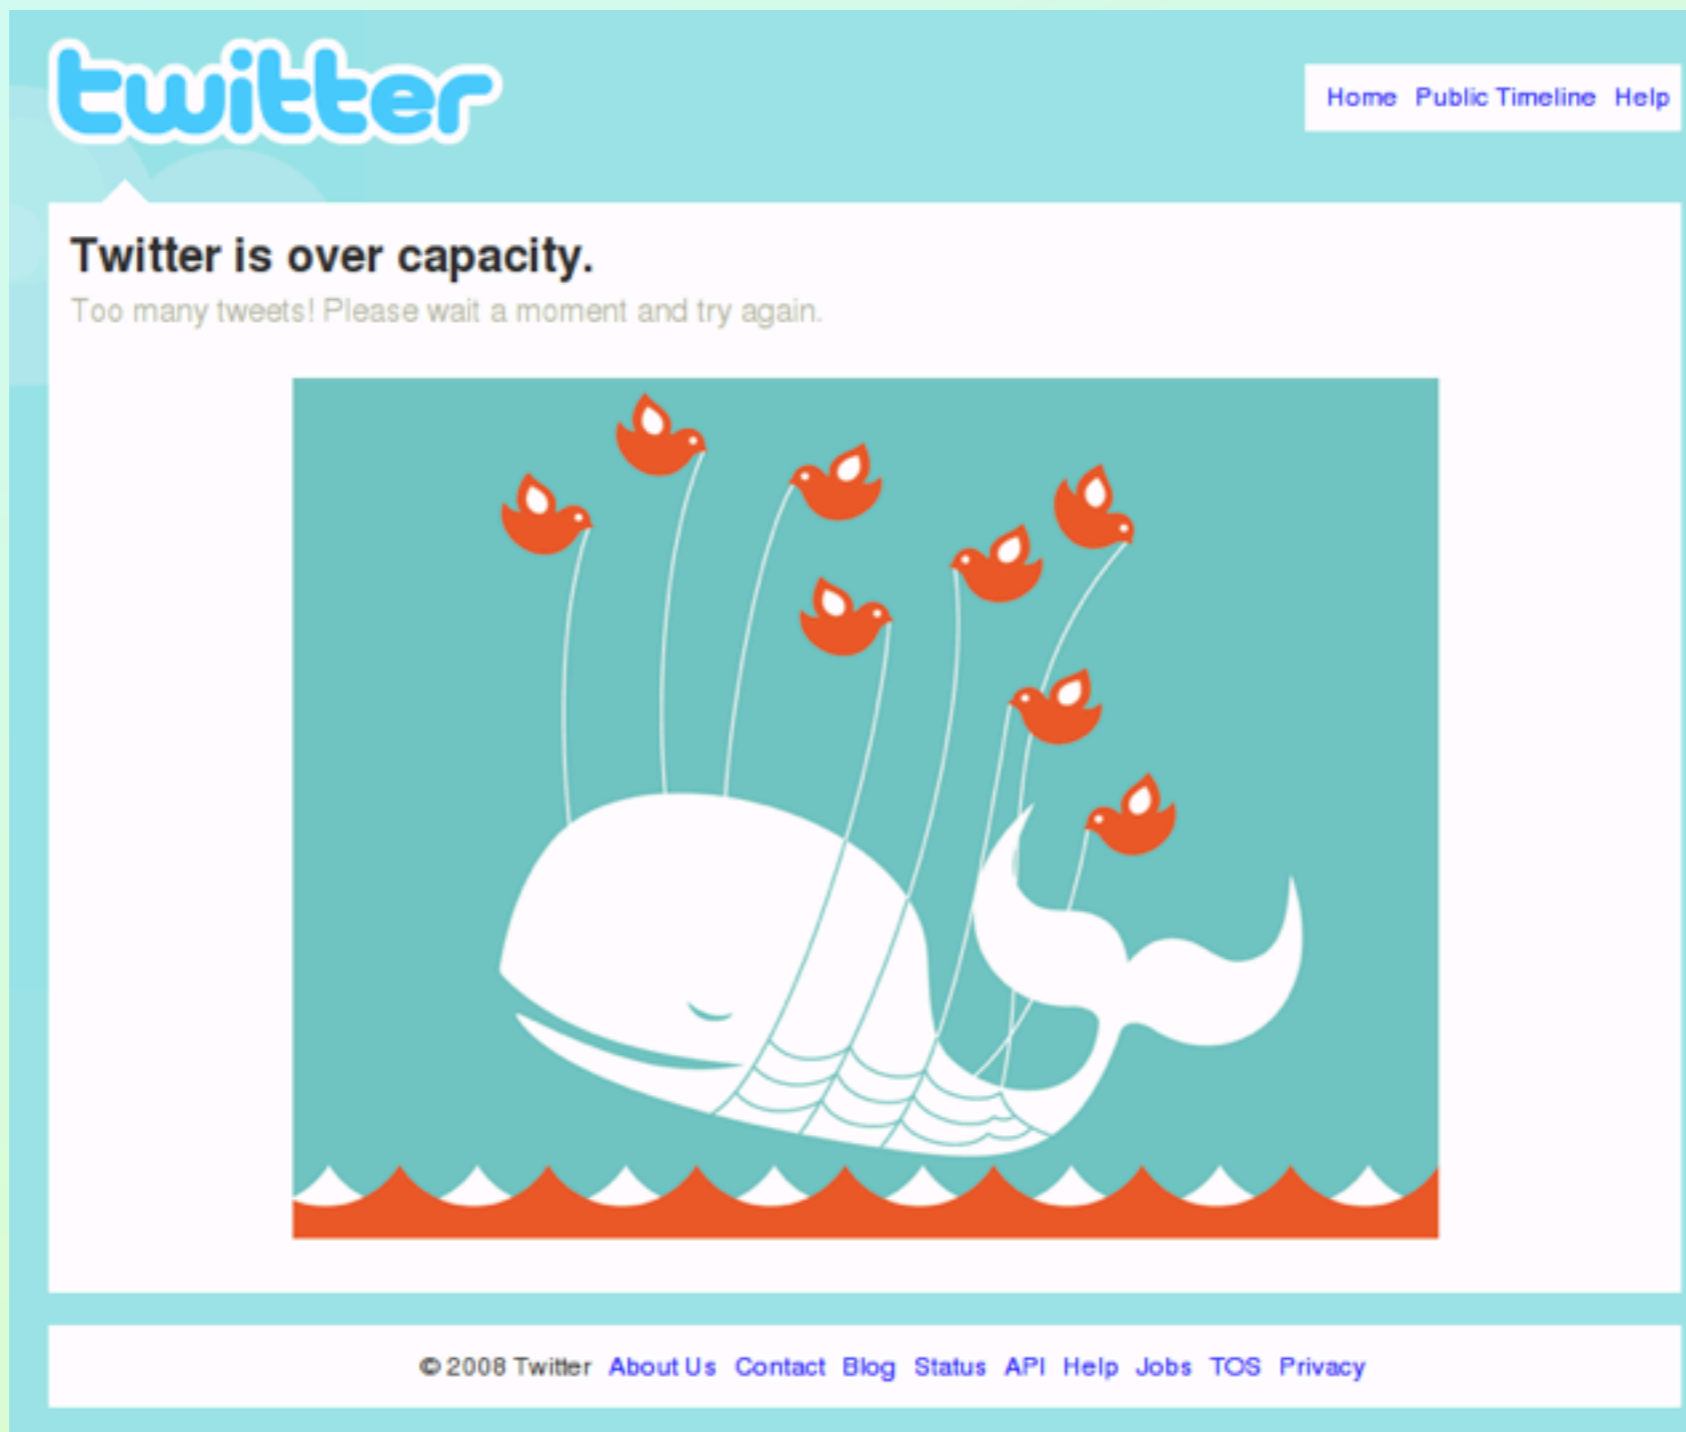 twitter
Home Public Timeline Help
Twitter is over capacity.
Too many tweets! Please wait a moment and try again.
© 2008 Twitter About Us Contact Blog Status API Help Jobs TOS Privacy